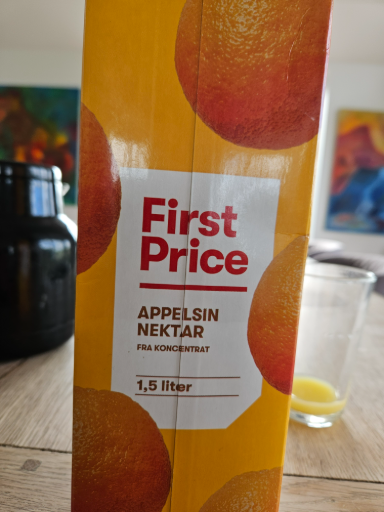 First
Price
APPELSIN
NEKTAR
FRA KONCENTRAT
1,5 liter